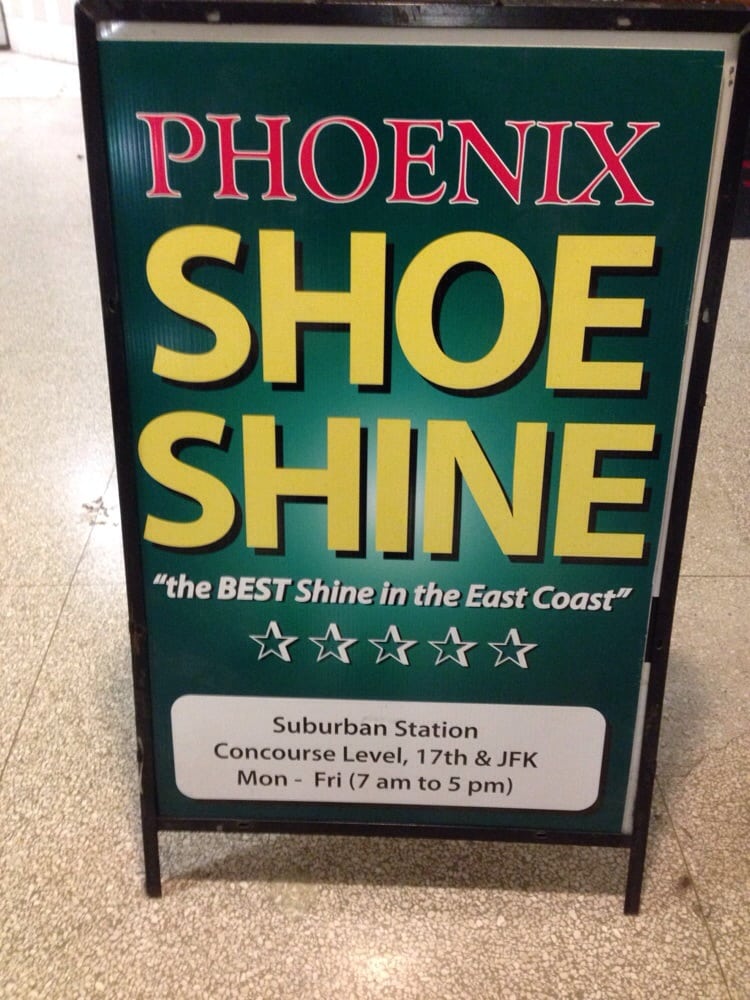 PHOENIX
SHOE
SHINE
"the BEST Shine in the East Coast"
Suburban Station
Concourse Level, 17th & JFK
Mon - Fri (7 am to 5 pm)